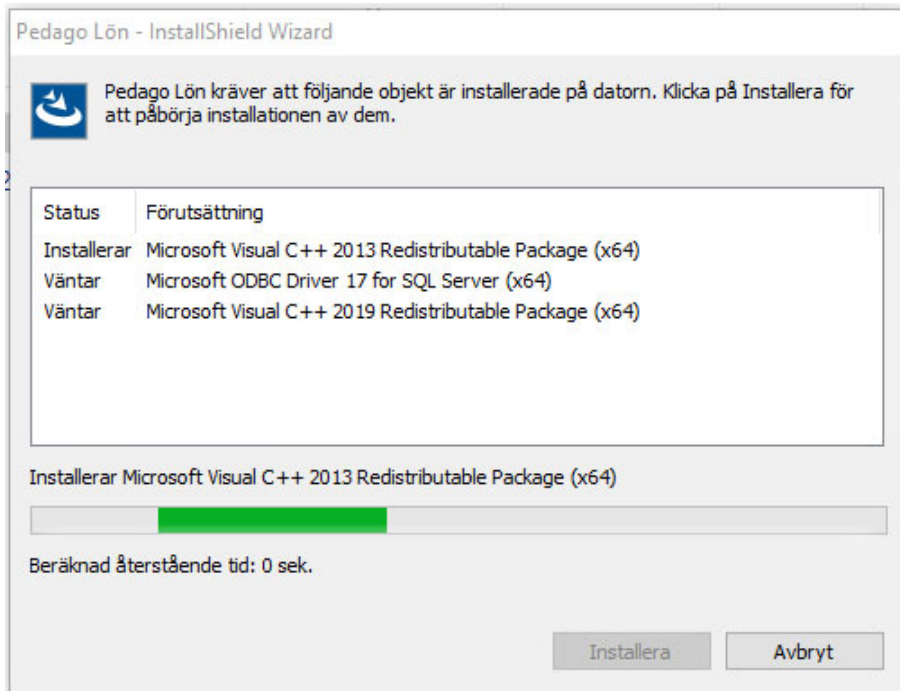 Pedago Lön - InstallShield Wizard
Pedago Lön kräver att följande objekt är installerade på datorn. Klicka på Installera för
att påbörja installationen av dem.
Status Förutsättning
Installerar Microsoft Visual C++ 2013 Redistributable Package (x64)
Väntar Microsoft ODBC Driver 17 for SQL Server (x64)
Väntar Microsoft Visual C++ 2019 Redistributable Package (x64)
Installerar Microsoft Visual C++ 2013 Redistributable Package (x64)
Beräknad återstående tid: 0 sek.
Installera Avbryt